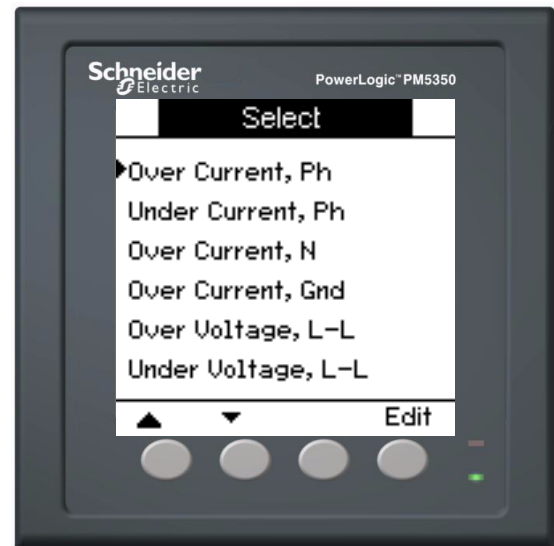 Schneider
Electric
PowerLogic™ PM5350
Select
Over Current, Ph
Under Current, Ph
Over Current, N
Over Current, Gnd
Over Voltage, L-L
Under Voltage, L-L
Edit